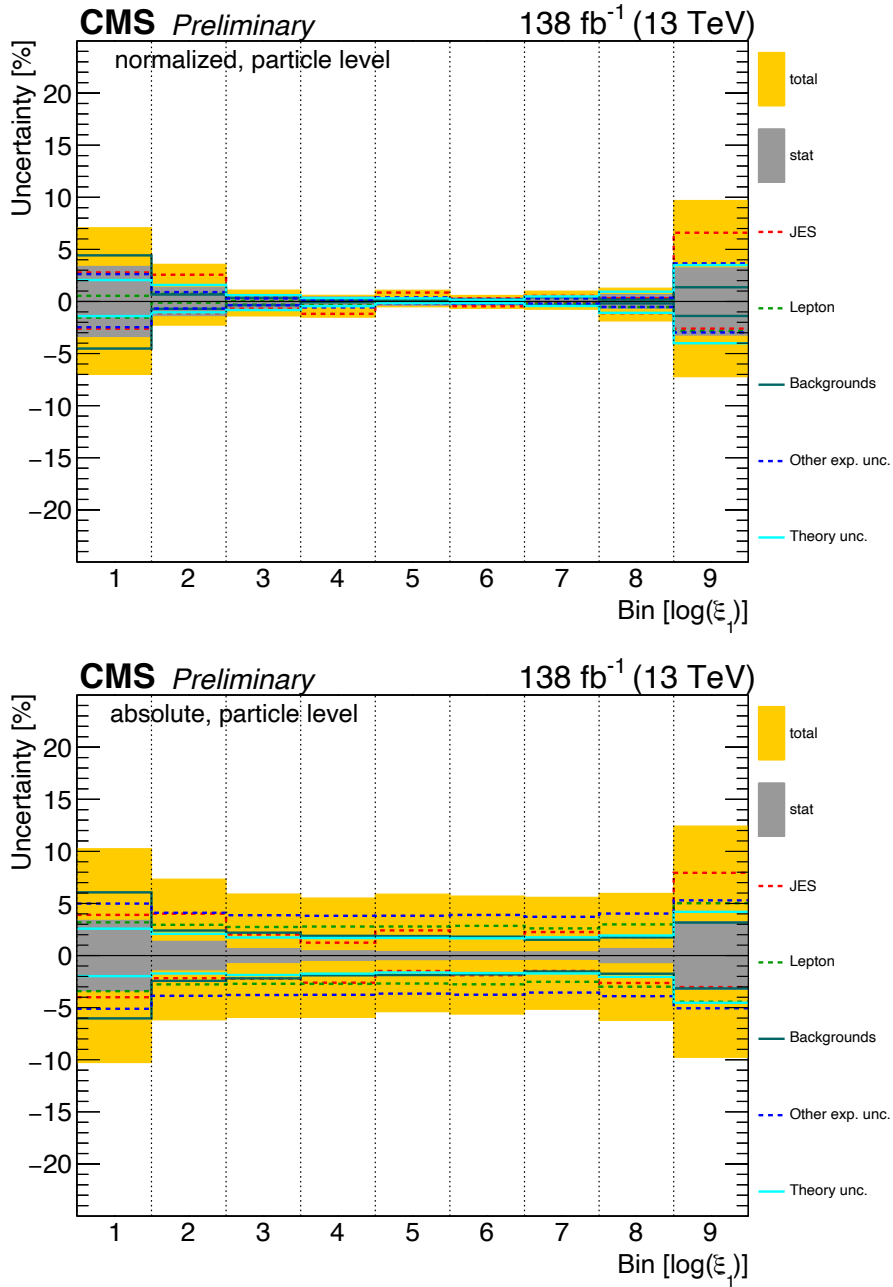 CMS Preliminary 138 fb⁻¹ (13 TeV)
normalized, particle level
Uncertainty [%]
20
15
10
5
0
−5
−10
−15
−20
1 2 3 4 5 6 7 8 9
Bin [log(ξ₁)]
total
stat
JES
Lepton
Backgrounds
Other exp. unc.
Theory unc.
CMS Preliminary 138 fb⁻¹ (13 TeV)
absolute, particle level
Uncertainty [%]
20
15
10
5
0
−5
−10
−15
−20
1 2 3 4 5 6 7 8 9
Bin [log(ξ₁)]
total
stat
JES
Lepton
Backgrounds
Other exp. unc.
Theory unc.